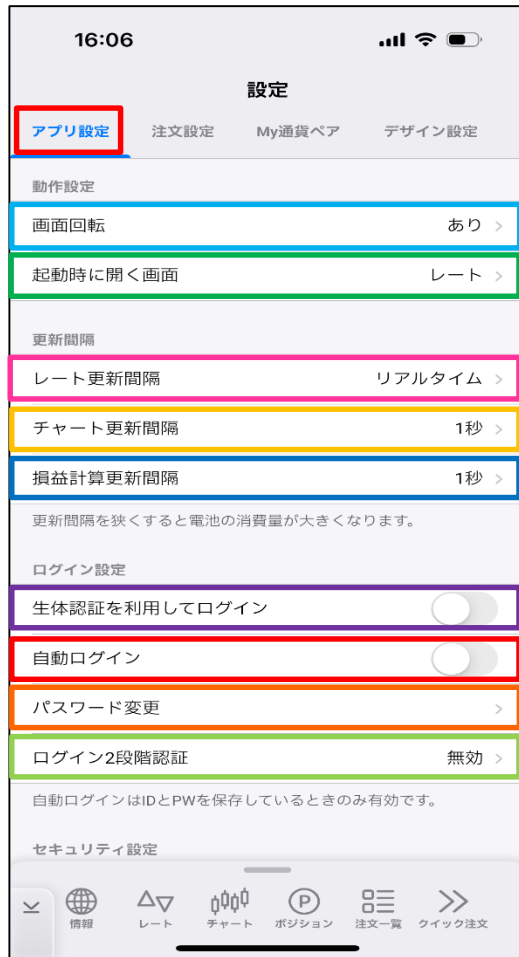 16:06
設定
アプリ設定 注文設定 My通貨ペア デザイン設定
動作設定
画面回転 あり
起動時に開く画面 レート
更新間隔
レート更新間隔 リアルタイム
チャート更新間隔 1秒
損益計算更新間隔 1秒
更新間隔を狭くすると電池の消費量が大きくなります。
ログイン設定
生体認証を利用してログイン
自動ログイン
パスワード変更
ログイン2段階認証 無効
自動ログインはIDとPWを保存しているときのみ有効です。
セキュリティ設定
P
情報 レート チャート ポジション 注文一覧 クイック注文